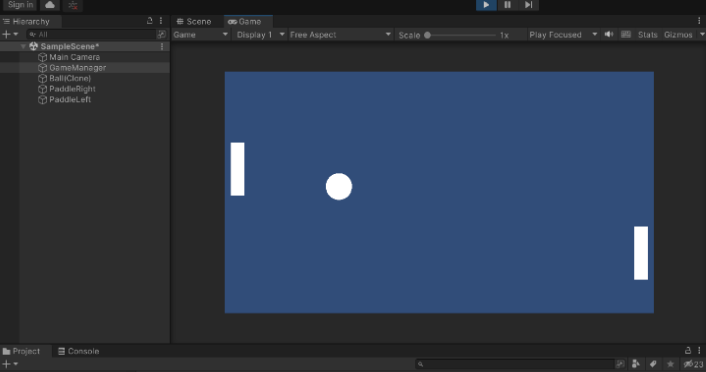 Sign in
Hierarchy
Scene Game
All
Game Display 1 Free Aspect Scale 1x Play Focused Stats Gizmos
SampleScene*
Main Camera
GameManager
Ball(Clone)
PaddleRight
PaddleLeft
Project Console
23